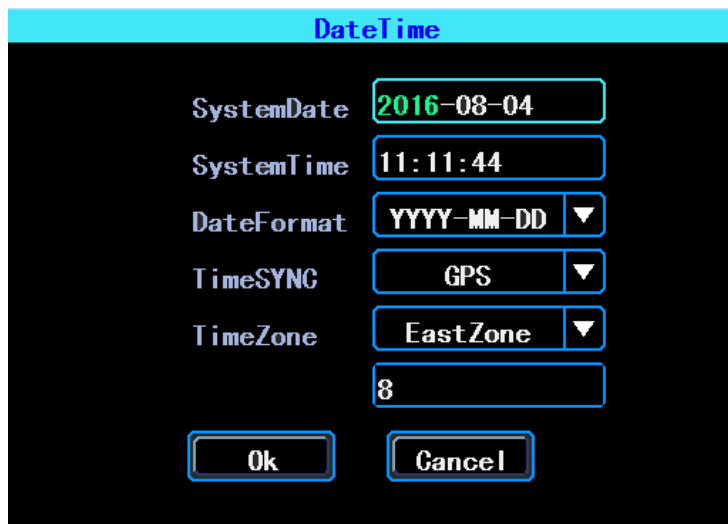 DateTime
SystemDate 2016-08-04
SystemTime 11:11:44
DateFormat YYYY-MM-DD
TimeSYNC GPS
TimeZone EastZone
8
Ok Cancel